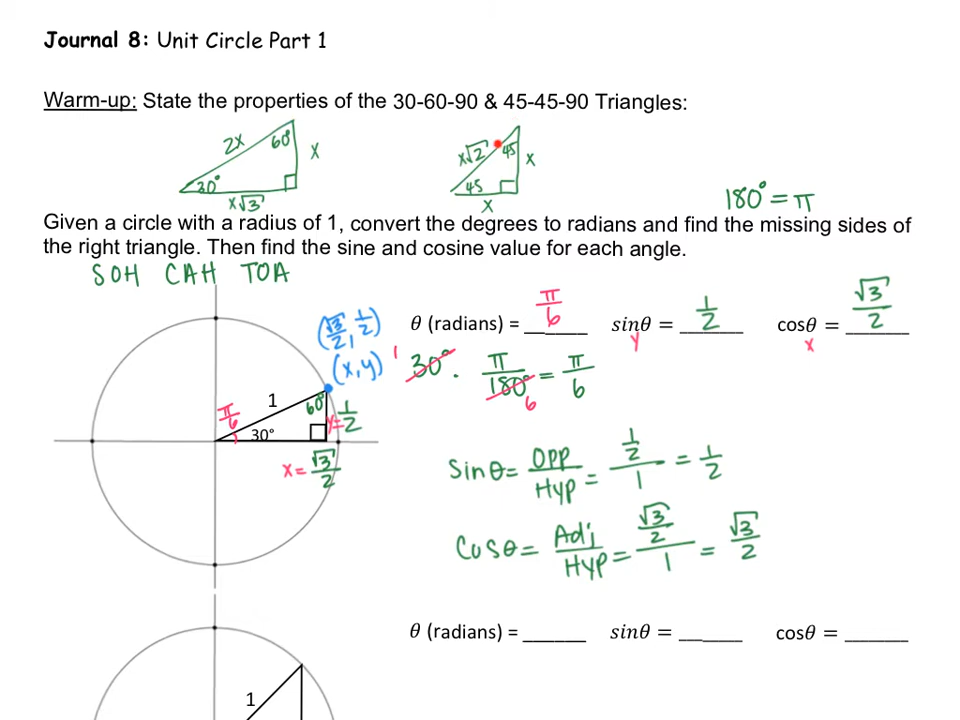 Journal 8: Unit Circle Part 1
Warm-up: State the properties of the 30-60-90 & 45-45-90 Triangles:
2x 60° x
30°
x√3
x√2 45 x
45
x
180° = π
Given a circle with a radius of 1, convert the degrees to radians and find the missing sides of
the right triangle. Then find the sine and cosine value for each angle.
SOH CAH TOA
(√3/2, 1/2)
(x,y)
1
60°
π/6
30°
y=1/2
x=√3/2
θ (radians) = π/6 sinθ = 1/2 cosθ = √3/2
y x
1 6
30° · π/180° = π/6
Sinθ = Opp/Hyp = 1/2/1 = 1/2
Cosθ = Adj/Hyp = √3/2/1 = √3/2
θ (radians) = ______ sinθ = ______ cosθ = ______
1